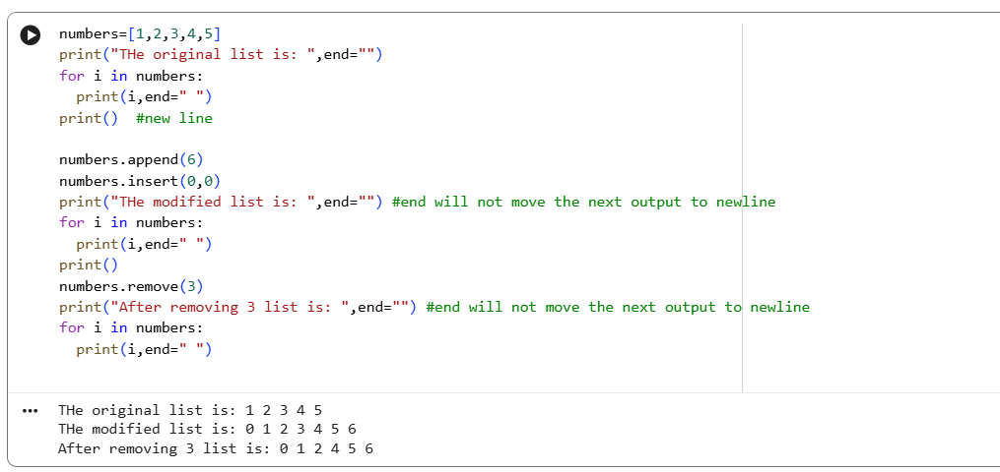 numbers=[1,2,3,4,5]
print("THe original list is: ",end="")
for i in numbers:
  print(i,end=" ")
print()  #new line

numbers.append(6)
numbers.insert(0,0)
print("THe modified list is: ",end="") #end will not move the next output to newline
for i in numbers:
  print(i,end=" ")
print()
numbers.remove(3)
print("After removing 3 list is: ",end="") #end will not move the next output to newline
for i in numbers:
  print(i,end=" ")

THe original list is: 1 2 3 4 5
THe modified list is: 0 1 2 3 4 5 6
After removing 3 list is: 0 1 2 4 5 6